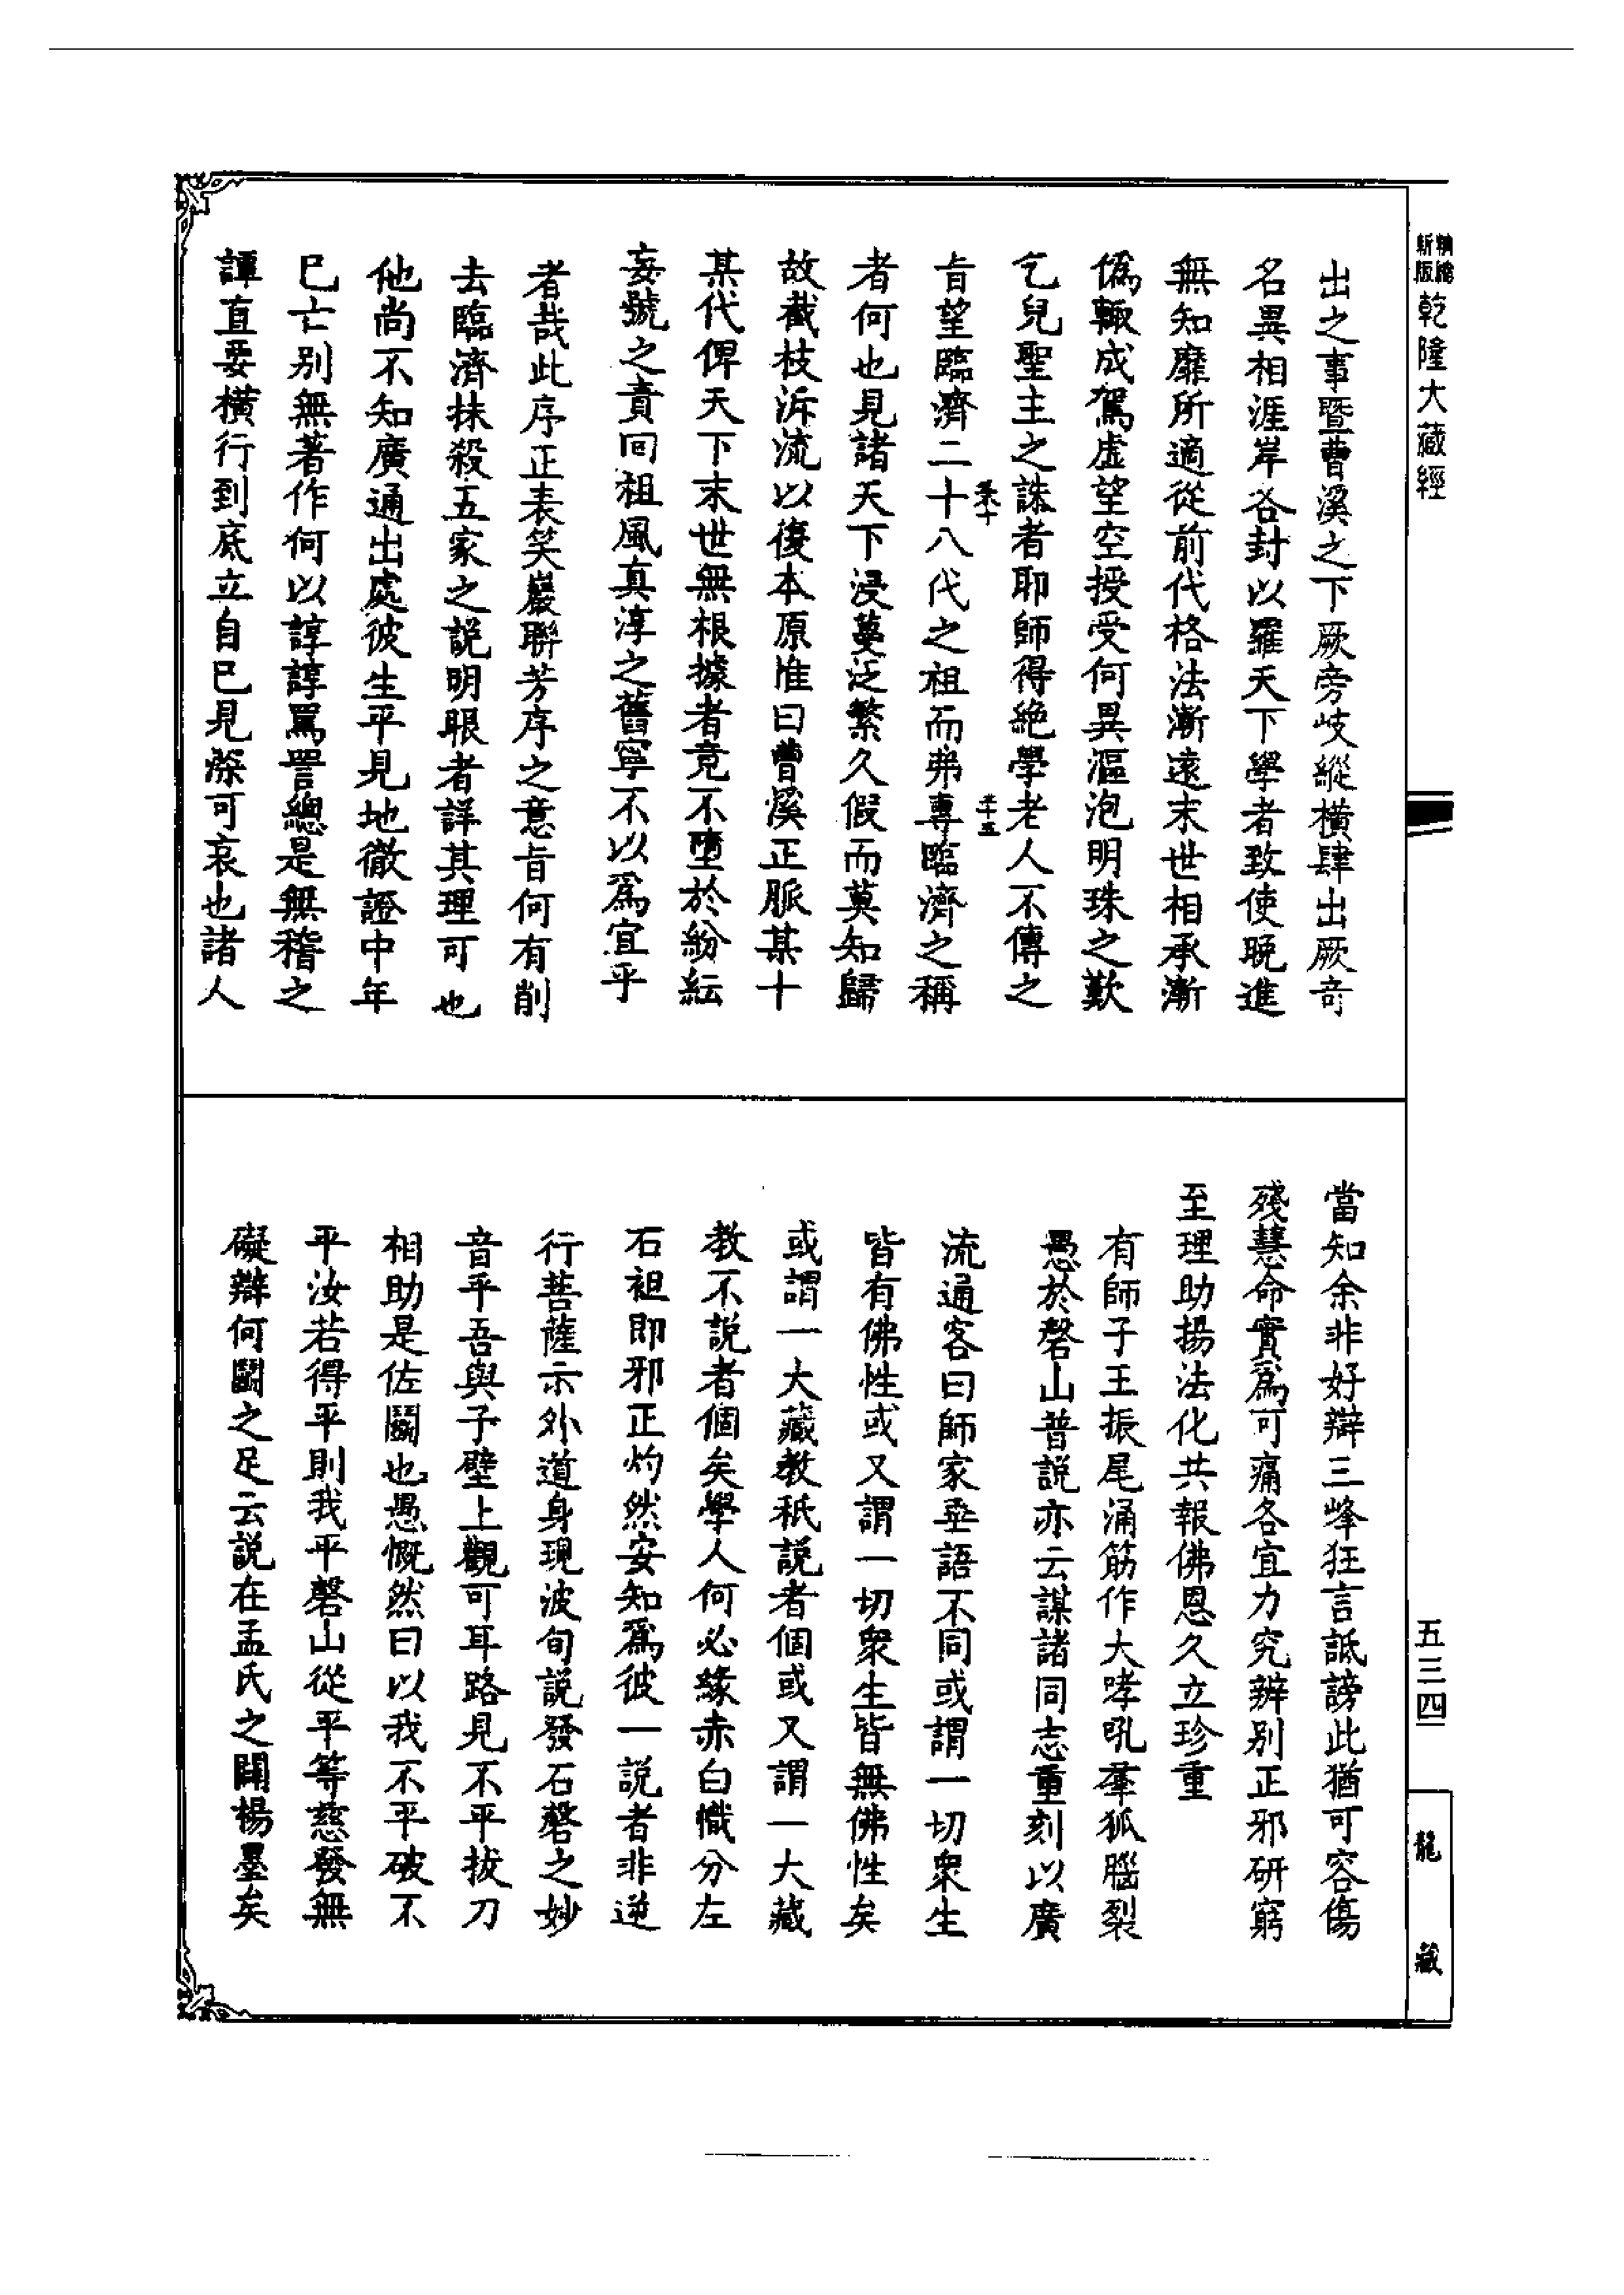 精繪新版乾隆大藏經
出之事暨曹溪之下厥旁岐縱橫肆出厥奇
名異相涯岸各封以羅天下學者致使晚進
無知靡所適從前代格法漸遠末世相承漸
偽輙成駕虛望空授受何異漚泡明珠之歎
乞兒聖主之誅者耶師得絶學老人不傳之
旨望臨濟二十八代之祖而弗專臨濟之稱
者何也見諸天下浸蔓泛繁久假而莫知歸
故截枝泝流以復本原惟曰曹溪正脈某十
某代俾天下末世無根據者竟不墮於紛紜
妄號之責回祖風真淳之舊寧不以爲宜乎
者哉此序正表笑巖聯芳序之意旨何有削
去臨濟抹殺五家之説明眼者詳其理可也
他尚不知廣通出處彼生平見地徹證中年
巳亡别無著作何以諄諄罵詈總是無稽之
譚直要橫行到底立自巳見深可哀也諸人
當知余非好辯三峰狂言詆謗此猶可容傷
殘慧命實爲可痛各宜力究辨别正邪研窮
至理助揚法化共報佛恩久立珍重
有師子王振尾涌筋作大哮吼羣狐腦裂
愚於磬山普説亦云謀諸同志重刻以廣
流通客曰師家垂語不同或謂一切衆生
皆有佛性或又謂一切衆生皆無佛性矣
或謂一大藏教秖説者個或又謂一大藏
教不説者個矣學人何必緣赤白幟分左
右袒即邪正灼然安知爲彼一説者非逆
行菩薩示外道身現波旬説發石磬之妙
音乎吾與子壁上觀可耳路見不平拔刀
相助是佐鬭也愚慨然曰以我不平破不
平汝若得平則我平磬山從平等慈發無
礙辯何鬭之足云説在孟氏之闢楊墨矣
五三四
龍藏